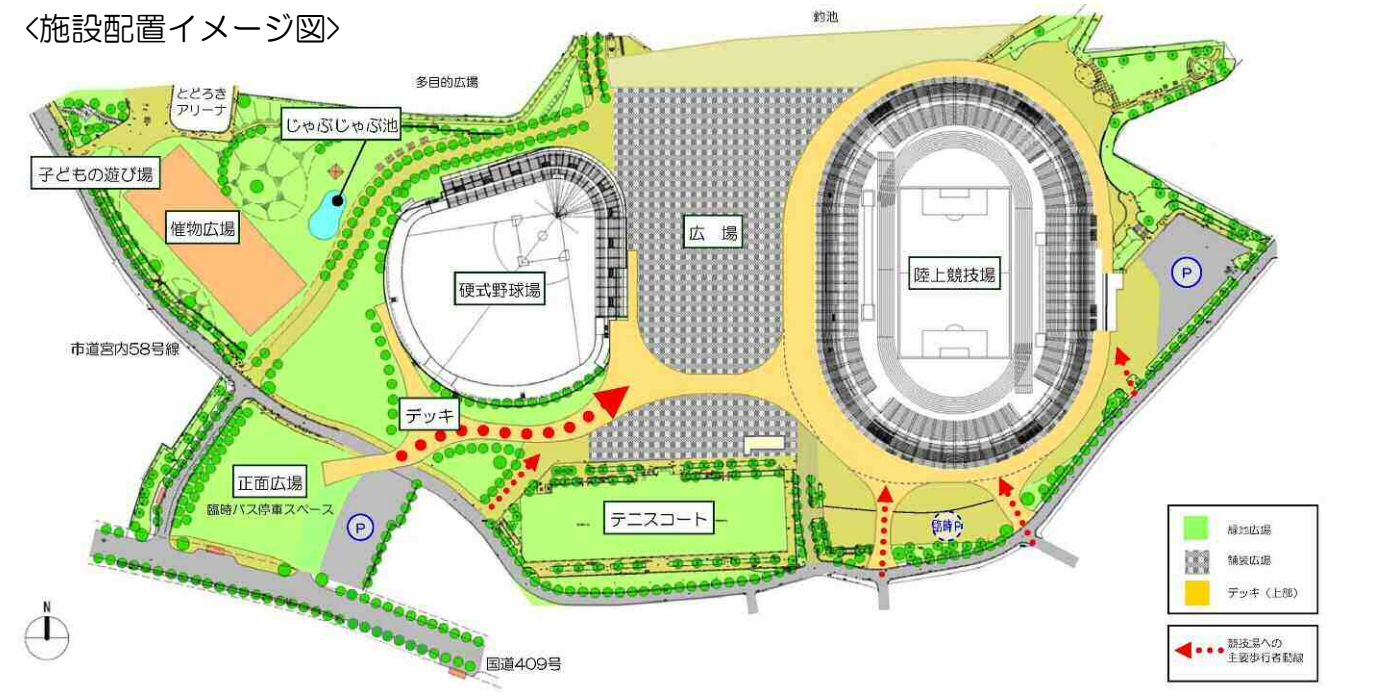 <施設配置イメージ図>
釣池
多目的広場
とどろき
アリーナ
じゃぶじゃぶ池
子どもの遊び場
催物広場
広　場
硬式野球場
陸上競技場
P
市道宮内58号線
デッキ
正面広場
臨時バス停車スペース
P
テニスコート
臨時P
緑地広場
舗装広場
デッキ（上部）
競技場への
主要歩行者動線
N
国道409号